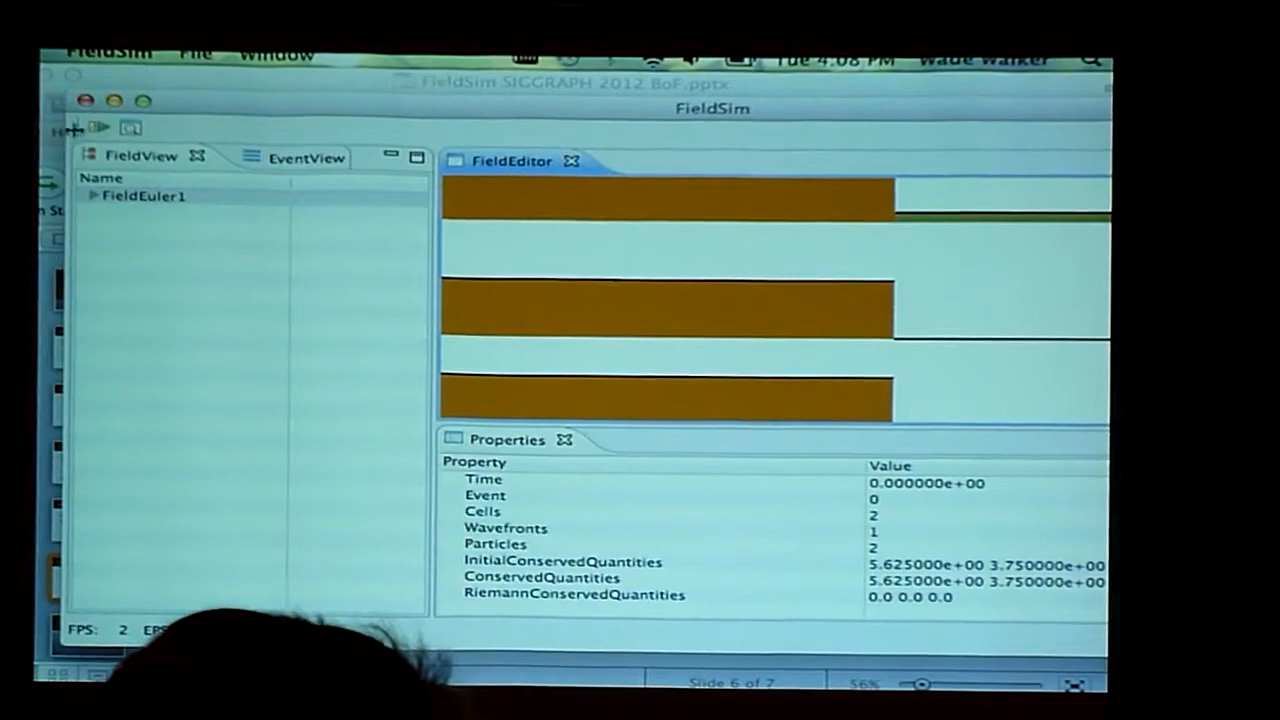 FieldSim File Window Tue 4:08 PM Wade Walker
FieldSim SIGGRAPH 2012 BoF.pptx
FieldSim
FieldView EventView FieldEditor
Name
FieldEuler1
Properties
Property Value
Time 0.000000e+00
Event 0
Cells 2
Wavefronts 1
Particles 2
InitialConservedQuantities 5.625000e+00 3.750000e+00
ConservedQuantities 5.625000e+00 3.750000e+00
RiemannConservedQuantities 0.0 0.0 0.0
FPS: 2 EPS
Slide 6 of 7 56%